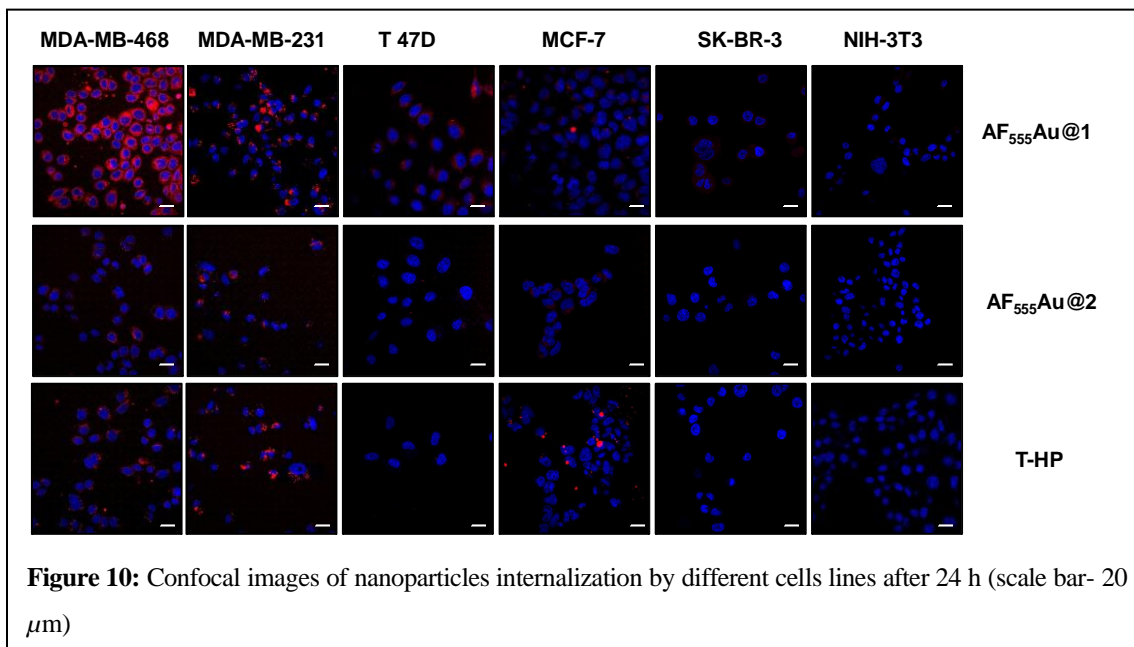 MDA-MB-468 MDA-MB-231 T 47D MCF-7 SK-BR-3 NIH-3T3
AF555Au@1
AF555Au@2
T-HP
Figure 10: Confocal images of nanoparticles internalization by different cells lines after 24 h (scale bar- 20
μm)